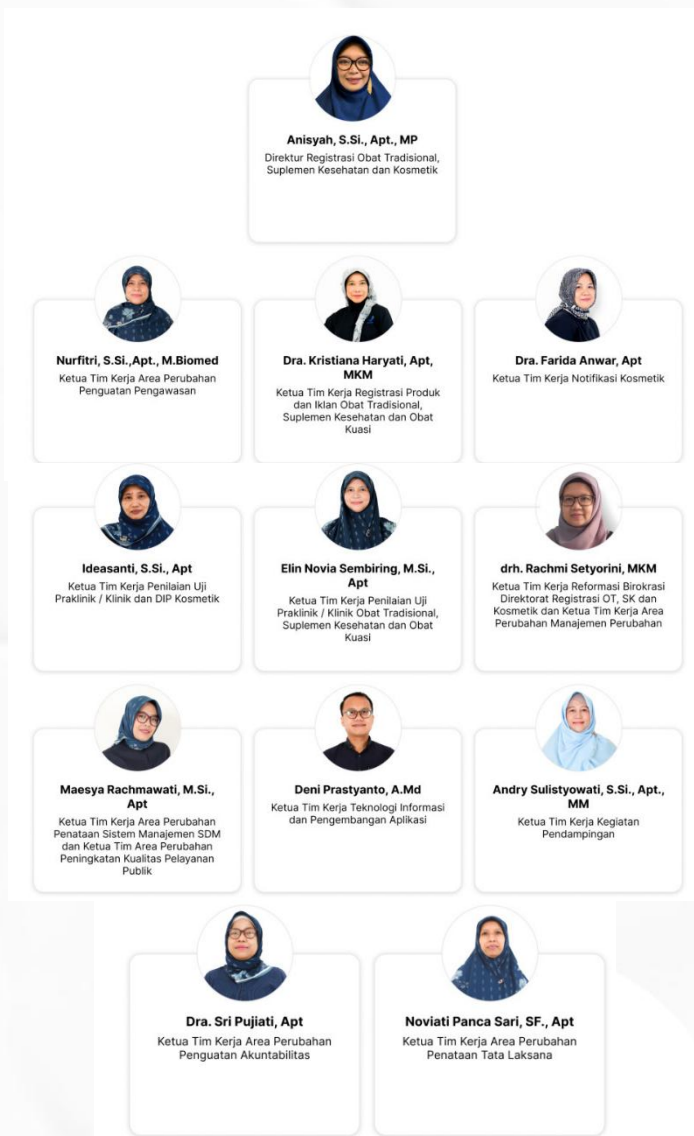 Anisyah, S.Si., Apt., MP
Direktur Registrasi Obat Tradisional,
Suplemen Kesehatan dan Kosmetik
Nurfitri, S.Si.,Apt., M.Biomed
Ketua Tim Kerja Area Perubahan
Penguatan Pengawasan
Dra. Kristiana Haryati, Apt,
MKM
Ketua Tim Kerja Registrasi Produk
dan Iklan Obat Tradisional,
Suplemen Kesehatan dan Obat
Kuasi
Dra. Farida Anwar, Apt
Ketua Tim Kerja Notifikasi Kosmetik
Ideasanti, S.Si., Apt
Ketua Tim Kerja Penilaian Uji
Praklinik / Klinik dan DIP Kosmetik
Elin Novia Sembiring, M.Si.,
Apt
Ketua Tim Kerja Penilaian Uji
Praklinik / Klinik Obat Tradisional,
Suplemen Kesehatan dan Obat
Kuasi
drh. Rachmi Setyorini, MKM
Ketua Tim Kerja Reformasi Birokrasi
Direktorat Registrasi OT, SK dan
Kosmetik dan Ketua Tim Kerja Area
Perubahan Manajemen Perubahan
Maesya Rachmawati, M.Si.,
Apt
Ketua Tim Kerja Area Perubahan
Penataan Sistem Manajemen SDM
dan Ketua Tim Area Perubahan
Peningkatan Kualitas Pelayanan
Publik
Deni Prastyanto, A.Md
Ketua Tim Kerja Teknologi Informasi
dan Pengembangan Aplikasi
Andry Sulistyowati, S.Si., Apt.,
MM
Ketua Tim Kerja Kegiatan
Pendampingan
Dra. Sri Pujiati, Apt
Ketua Tim Kerja Area Perubahan
Penguatan Akuntabilitas
Noviati Panca Sari, SF., Apt
Ketua Tim Kerja Area Perubahan
Penataan Tata Laksana